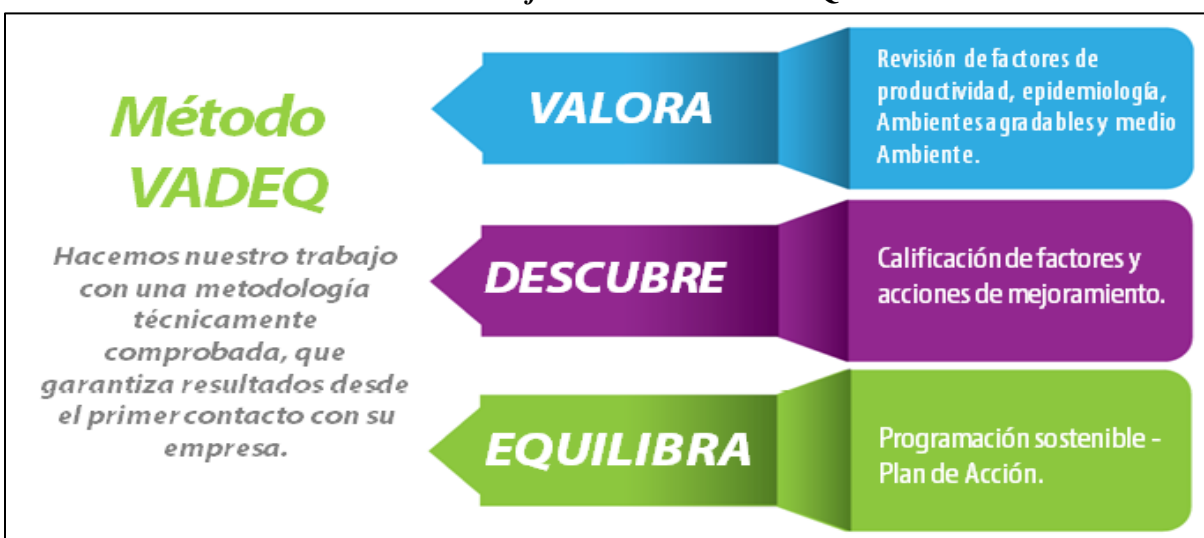 Método
VADEQ
Hacemos nuestro trabajo
con una metodología
técnicamente
comprobada, que
garantiza resultados desde
el primer contacto con su
empresa.
VALORA
Revisión de factores de
productividad, epidemiología,
Ambientes agradables y medio
Ambiente.
DESCUBRE
Calificación de factores y
acciones de mejoramiento.
EQUILIBRA
Programación sostenible -
Plan de Acción.